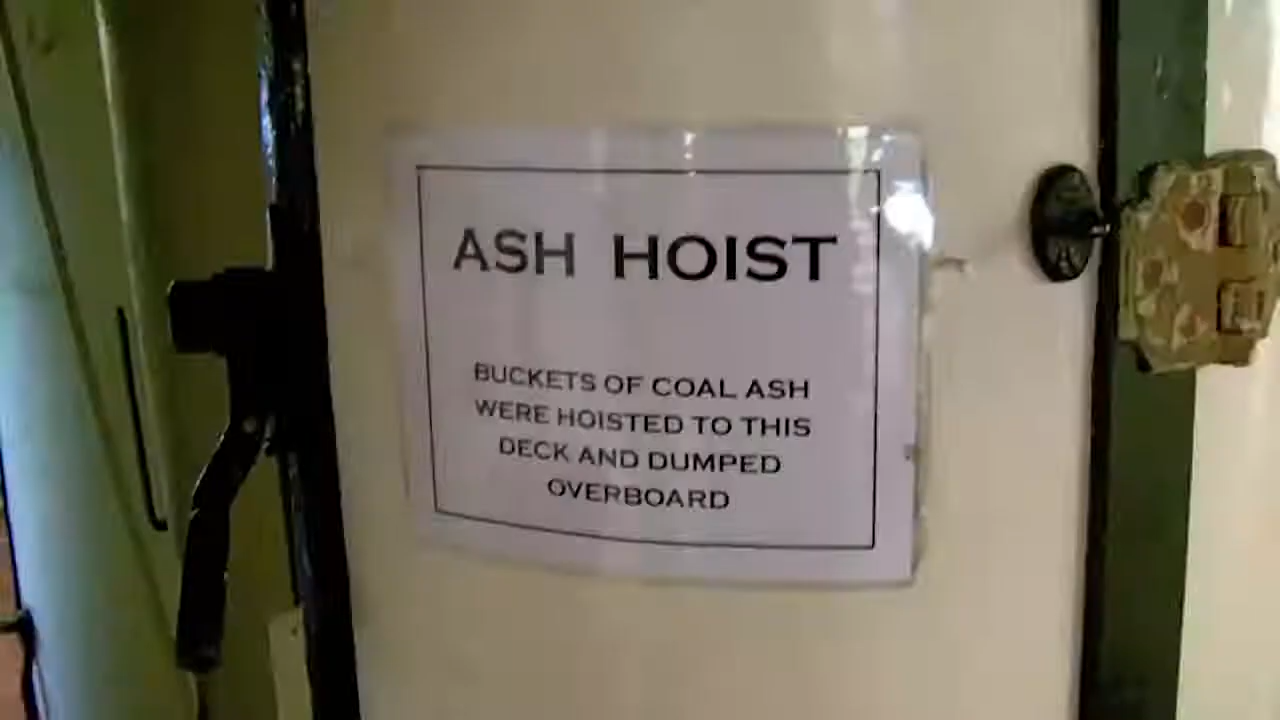 ASH HOIST
BUCKETS OF COAL ASH
WERE HOISTED TO THIS
DECK AND DUMPED
OVERBOARD